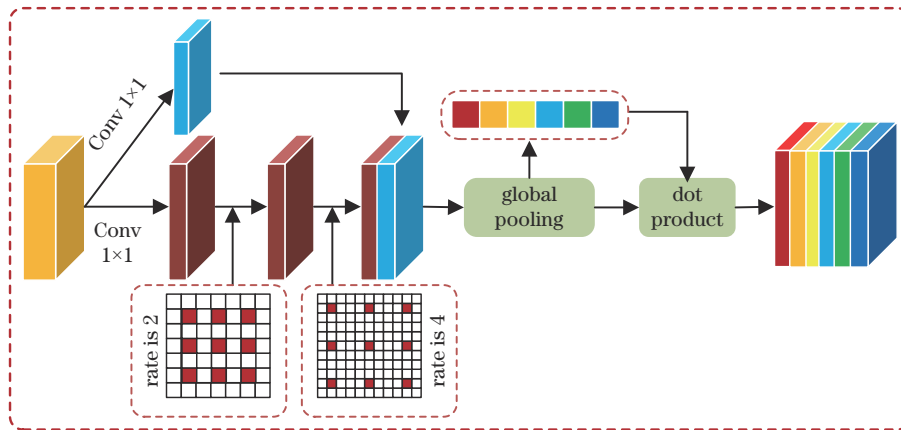 Conv 1×1
Conv
1×1
rate is 2
rate is 4
global
pooling
dot
product